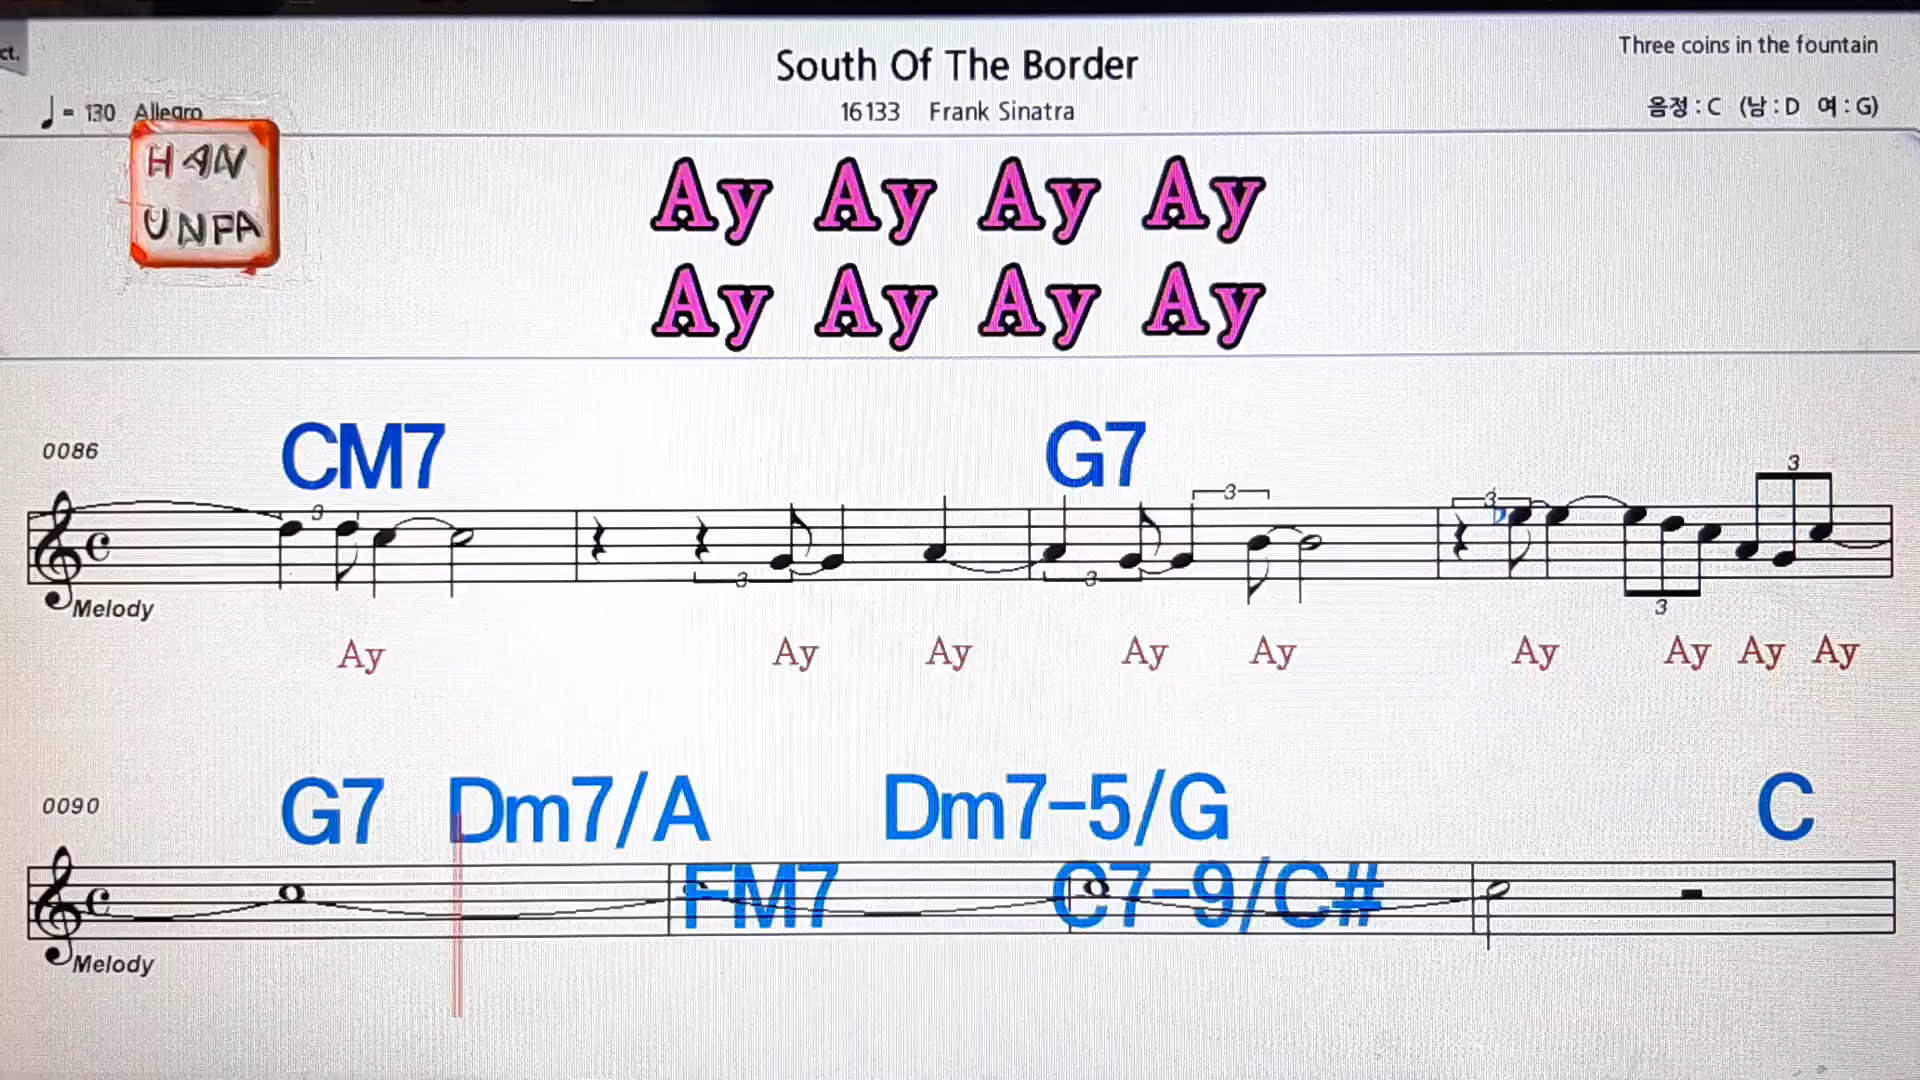 ct.
South Of The Border
Three coins in the fountain
♩ = 130 Allegro
16133 Frank Sinatra
음정 : C (남 : D 여 : G)
HAN
UNFA
Ay Ay Ay Ay
Ay Ay Ay Ay
0086
CM7 G7
3 3 3 3 3 3 3
Melody
Ay Ay Ay Ay Ay Ay Ay Ay Ay
0090
G7 Dm7/A Dm7-5/G C
FM7 C7-9/C#
Melody